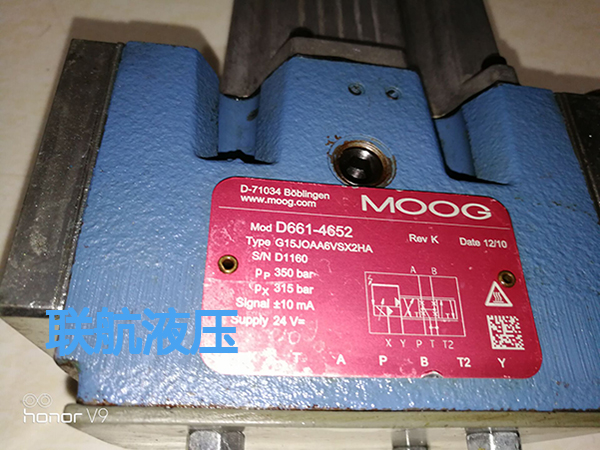 D-71034 Böblingen
www.moog.com
MOOG
Mod D661-4652
Type G15JOAA6VSX2HA
Rev K Date 12/10
S/N D1160
pP 350 bar
pX 315 bar
Signal ±10 mA
Supply 24 V=
A B
X Y P T T2
T A P B T2 Y
联航液压
honor V9